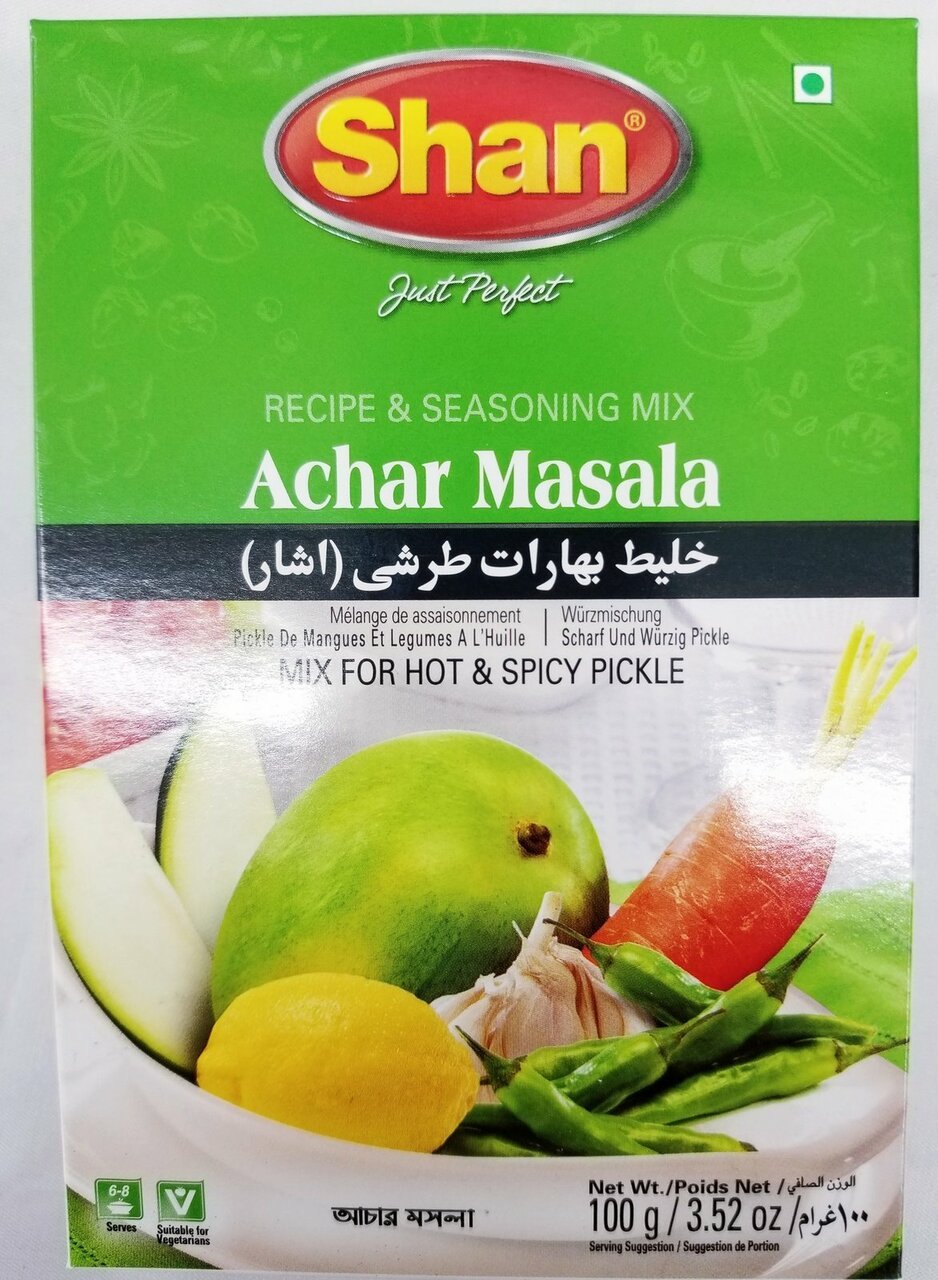 Shan®
Just Perfect
RECIPE & SEASONING MIX
Achar Masala
خليط بهارات طرشي (اشار)
Mélange de assaisonnement
Pickle De Mangues Et Legumes A L'Huille
Würzmischung
Scharf Und Würzig Pickle
MIX FOR HOT & SPICY PICKLE
6-8
Serves
Suitable for
Vegetarians
আচার মসলা
Net Wt./Poids Net / الوزن الصافي
100 g / 3.52 oz / ١٠٠ غرام
Serving Suggestion / Suggestion de Portion